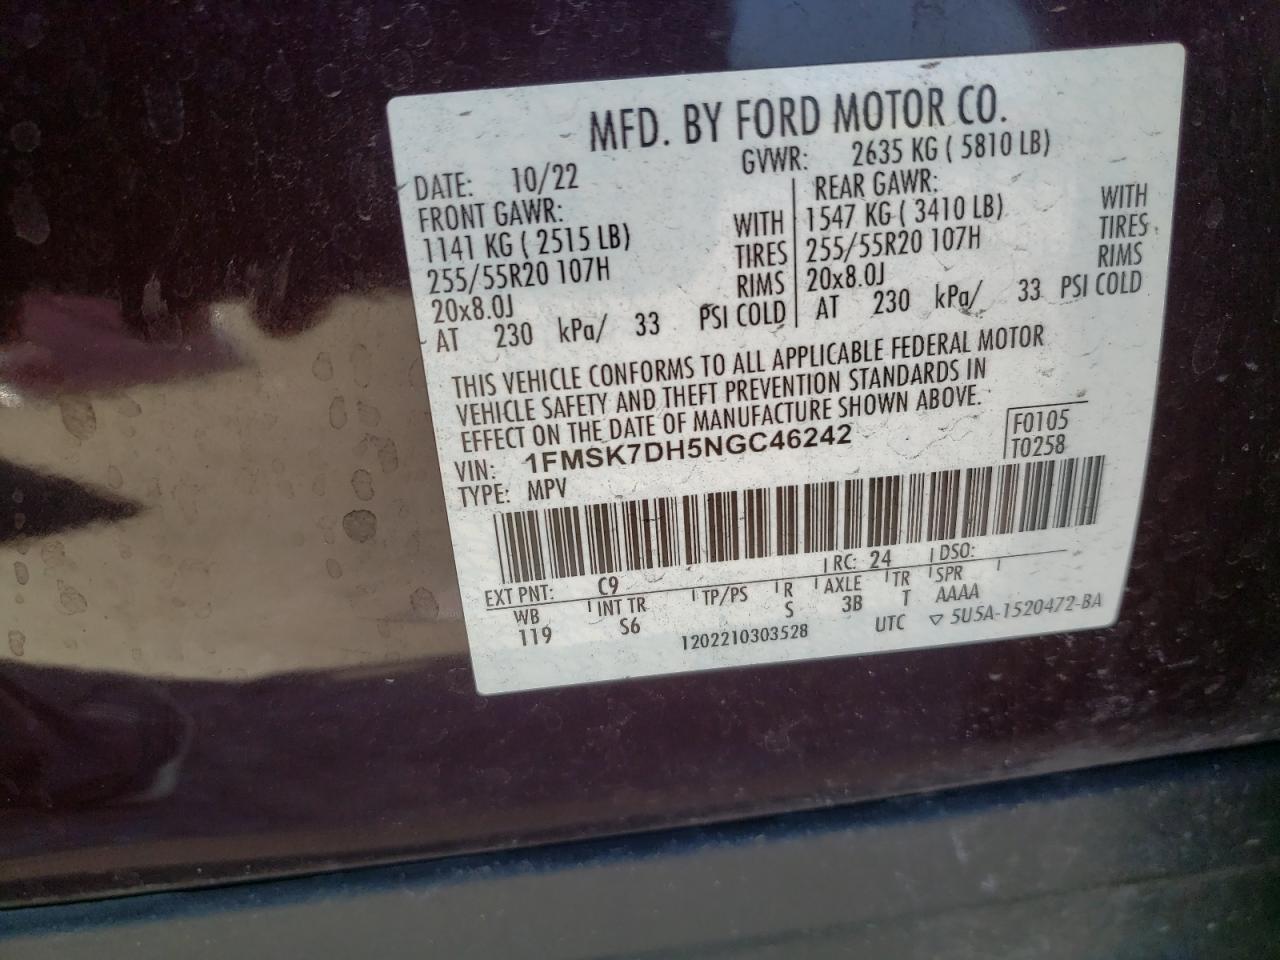 MFD. BY FORD MOTOR CO.
DATE: 10/22 GVWR: 2635 KG ( 5810 LB)
FRONT GAWR:
1141 KG ( 2515 LB) WITH
255/55R20 107H TIRES
20x8.0J RIMS
AT 230 kPa/ 33 PSI COLD
REAR GAWR:
1547 KG ( 3410 LB) WITH
255/55R20 107H TIRES
20x8.0J RIMS
AT 230 kPa/ 33 PSI COLD
THIS VEHICLE CONFORMS TO ALL APPLICABLE FEDERAL MOTOR
VEHICLE SAFETY AND THEFT PREVENTION STANDARDS IN
EFFECT ON THE DATE OF MANUFACTURE SHOWN ABOVE.
VIN: 1FMSK7DH5NGC46242
F0105
T0258
TYPE: MPV
EXT PNT: C9 RC: 24 DSO:
WB INT TR TP/PS R AXLE TR SPR
119 S6 S 3B T AAAA
1202210303528 UTC ▽ 5U5A-1520472-BA